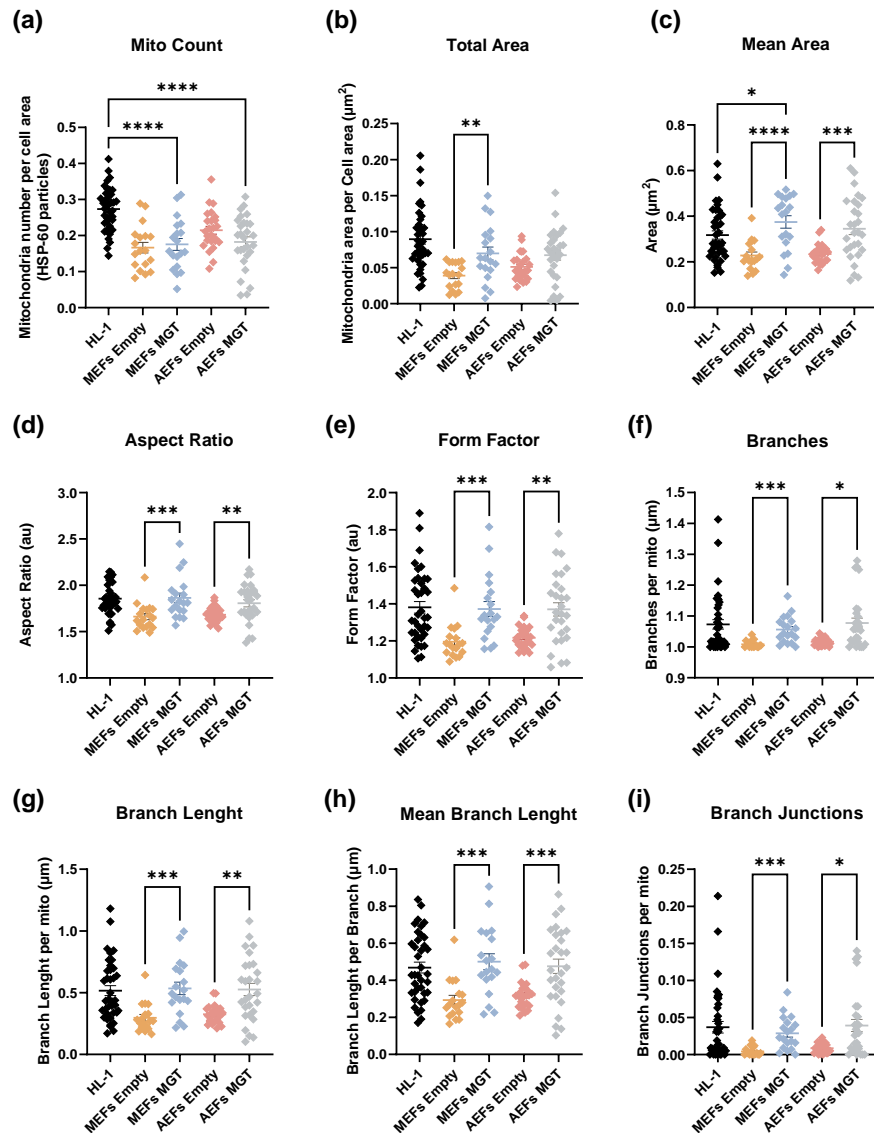 (a)
Mito Count
Mitochondria number per cell area
(HSP-60 particles)
0.5
0.4
0.3
0.2
0.1
0.0
****
****
HL-1
MEFs Empty
MEFs MGT
AEFs Empty
AEFs MGT
(b)
Total Area
Mitochondria area per Cell area (μm²)
0.25
0.20
0.15
0.10
0.05
0.00
**
HL-1
MEFs Empty
MEFs MGT
AEFs Empty
AEFs MGT
(c)
Mean Area
Area (μm²)
0.8
0.6
0.4
0.2
0.0
*
****
***
HL-1
MEFs Empty
MEFs MGT
AEFs Empty
AEFs MGT
(d)
Aspect Ratio
Aspect Ratio (au)
3.0
2.5
2.0
1.5
1.0
***
**
HL-1
MEFs Empty
MEFs MGT
AEFs Empty
AEFs MGT
(e)
Form Factor
Form Factor (au)
2.0
1.8
1.6
1.4
1.2
1.0
***
**
HL-1
MEFs Empty
MEFs MGT
AEFs Empty
AEFs MGT
(f)
Branches
Branches per mito (μm)
1.5
1.4
1.3
1.2
1.1
1.0
0.9
***
*
HL-1
MEFs Empty
MEFs MGT
AEFs Empty
AEFs MGT
(g)
Branch Lenght
Branch Lenght per mito (μm)
1.5
1.0
0.5
0.0
***
**
HL-1
MEFs Empty
MEFs MGT
AEFs Empty
AEFs MGT
(h)
Mean Branch Lenght
Branch Lenght per Branch (μm)
1.0
0.8
0.6
0.4
0.2
0.0
***
***
HL-1
MEFs Empty
MEFs MGT
AEFs Empty
AEFs MGT
(i)
Branch Junctions
Branch Junctions per mito
0.25
0.20
0.15
0.10
0.05
0.00
***
*
HL-1
MEFs Empty
MEFs MGT
AEFs Empty
AEFs MGT